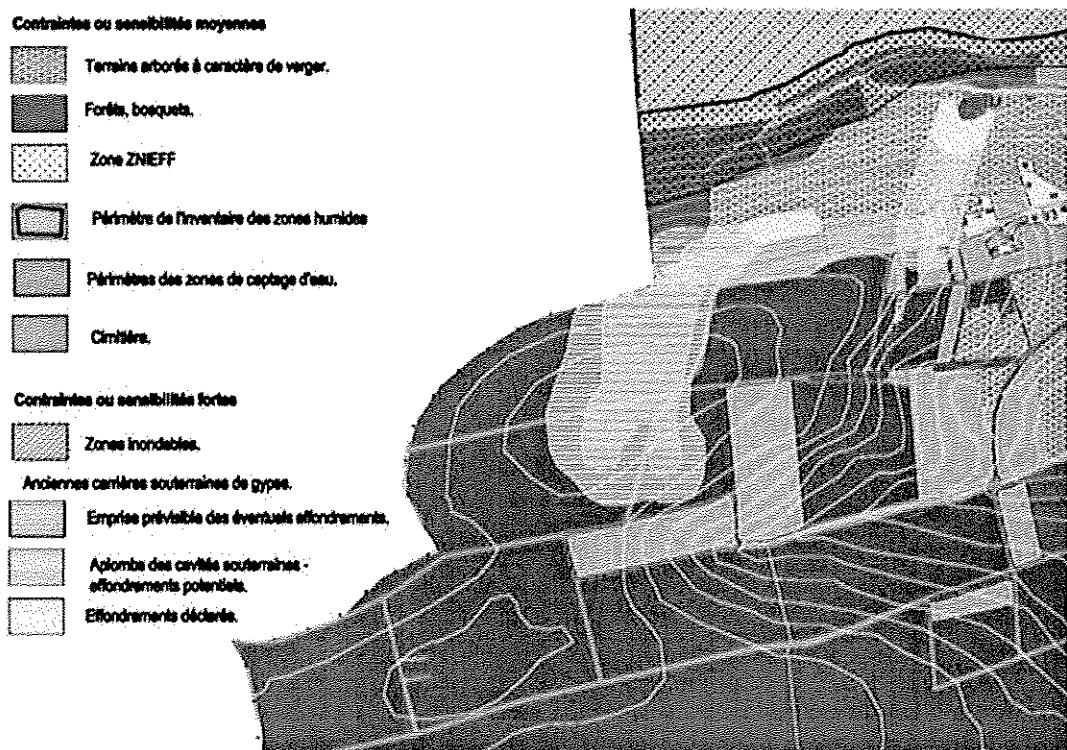 Contraintes ou sensibilités moyennes
Terrains arborés à caractère de verger.
Forêts, bosquets.
Zone ZNIEFF
Périmètre de l'inventaire des zones humides
Périmètres des zones de captage d'eau.
Cimitière.
Contraintes ou sensibilités fortes
Zones inondables.
Anciennes carrières souterraines de gypse.
Emprise prévisible des éventuels effondrements.
Aplombs des cavités souterraines -
effondrements potentiels.
Effondrements déclarés.